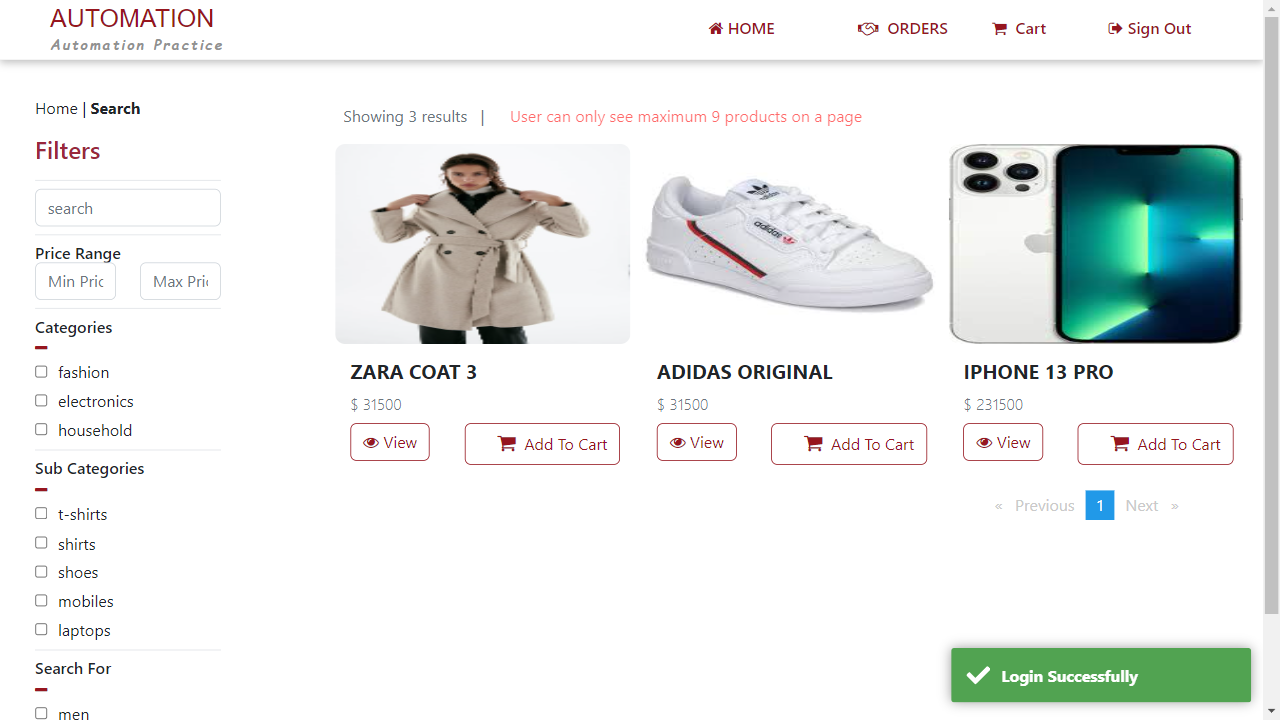 AUTOMATION
Automation Practice
HOME
ORDERS
Cart
Sign Out
Home | Search
Filters
search
Price Range
Min Pric
Max Pric
Categories
fashion
electronics
household
Sub Categories
t-shirts
shirts
shoes
mobiles
laptops
Search For
men
Showing 3 results |
User can only see maximum 9 products on a page
ZARA COAT 3
$ 31500
View
Add To Cart
adidas
adidas
ADIDAS ORIGINAL
$ 31500
View
Add To Cart
IPHONE 13 PRO
$ 231500
View
Add To Cart
« Previous 1 Next »
Login Successfully